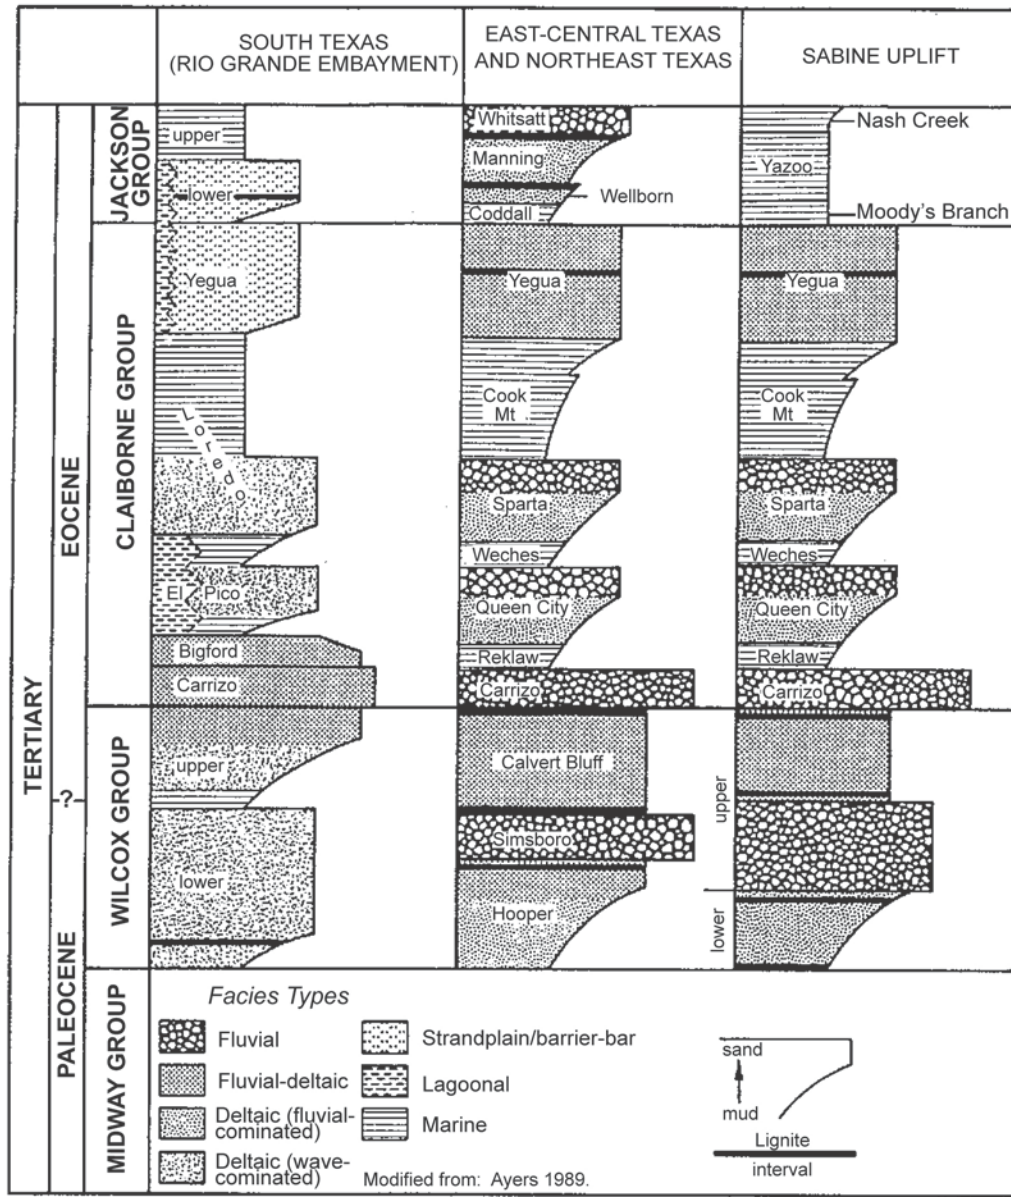 SOUTH TEXAS
(RIO GRANDE EMBAYMENT)
EAST-CENTRAL TEXAS
AND NORTHEAST TEXAS
SABINE UPLIFT
TERTIARY
EOCENE
-?-
PALEOCENE
JACKSON
GROUP
CLAIBORNE GROUP
WILCOX GROUP
MIDWAY GROUP
upper
lower
Yegua
Loredo
El Pico
Bigford
Carrizo
upper
lower
Whitsatt
Manning
Wellborn
Coddall
Yegua
Cook
Mt
Sparta
Weches
Queen City
Reklaw
Carrizo
Calvert Bluff
Simsboro
Hooper
Nash Creek
Yazoo
Moody's Branch
Yegua
Cook
Mt
Sparta
Weches
Queen City
Reklaw
Carrizo
upper
lower
Facies Types
Fluvial
Fluvial-deltaic
Deltaic (fluvial-
cominated)
Deltaic (wave-
cominated)
Strandplain/barrier-bar
Lagoonal
Marine
Modified from: Ayers 1989.
sand
mud
Lignite
interval